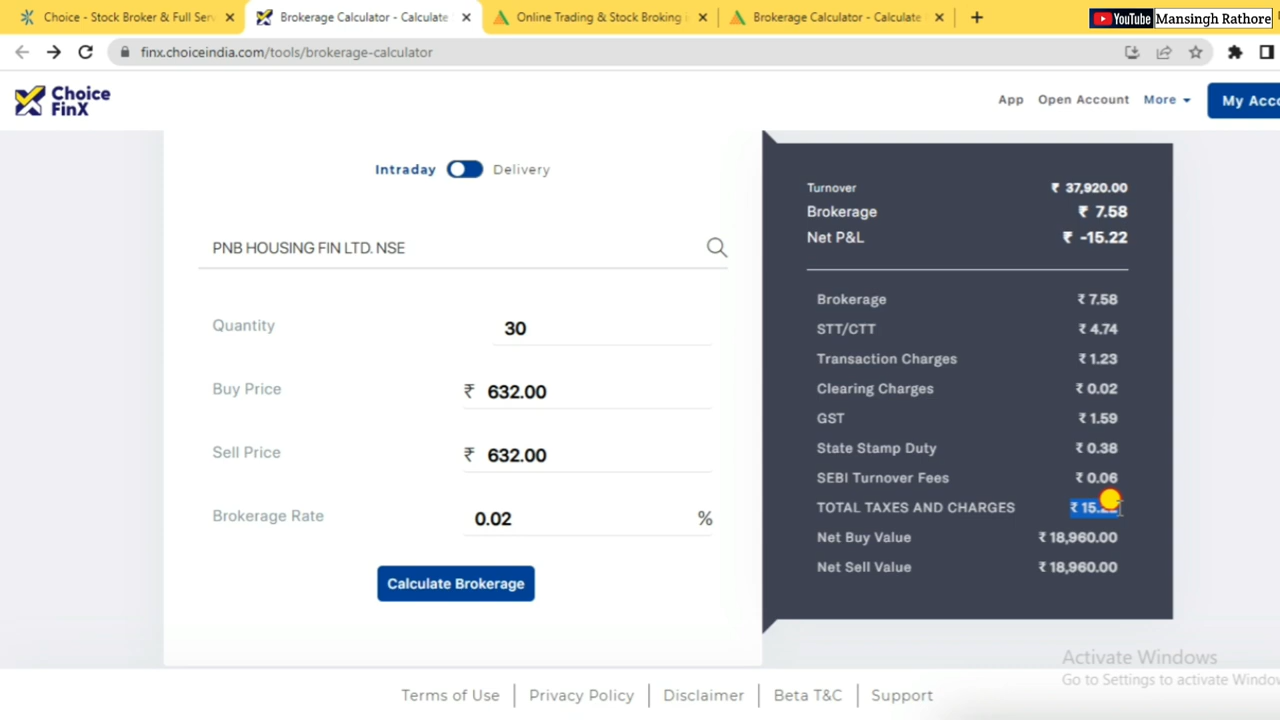 Choice - Stock Broker & Full Ser
Brokerage Calculator - Calculate
Online Trading & Stock Broking
Brokerage Calculator - Calculate
YouTube Mansingh Rathore
finx.choiceindia.com/tools/brokerage-calculator
Choice
FinX
App Open Account More
My Acco
Intraday Delivery
PNB HOUSING FIN LTD. NSE
Quantity 30
Buy Price ₹ 632.00
Sell Price ₹ 632.00
Brokerage Rate 0.02 %
Calculate Brokerage
Turnover ₹ 37,920.00
Brokerage ₹ 7.58
Net P&L ₹ -15.22
Brokerage ₹ 7.58
STT/CTT ₹ 4.74
Transaction Charges ₹ 1.23
Clearing Charges ₹ 0.02
GST ₹ 1.59
State Stamp Duty ₹ 0.38
SEBI Turnover Fees ₹ 0.06
TOTAL TAXES AND CHARGES ₹ 15.22
Net Buy Value ₹ 18,960.00
Net Sell Value ₹ 18,960.00
Activate Windows
Go to Settings to activate Window
Terms of Use Privacy Policy Disclaimer Beta T&C Support